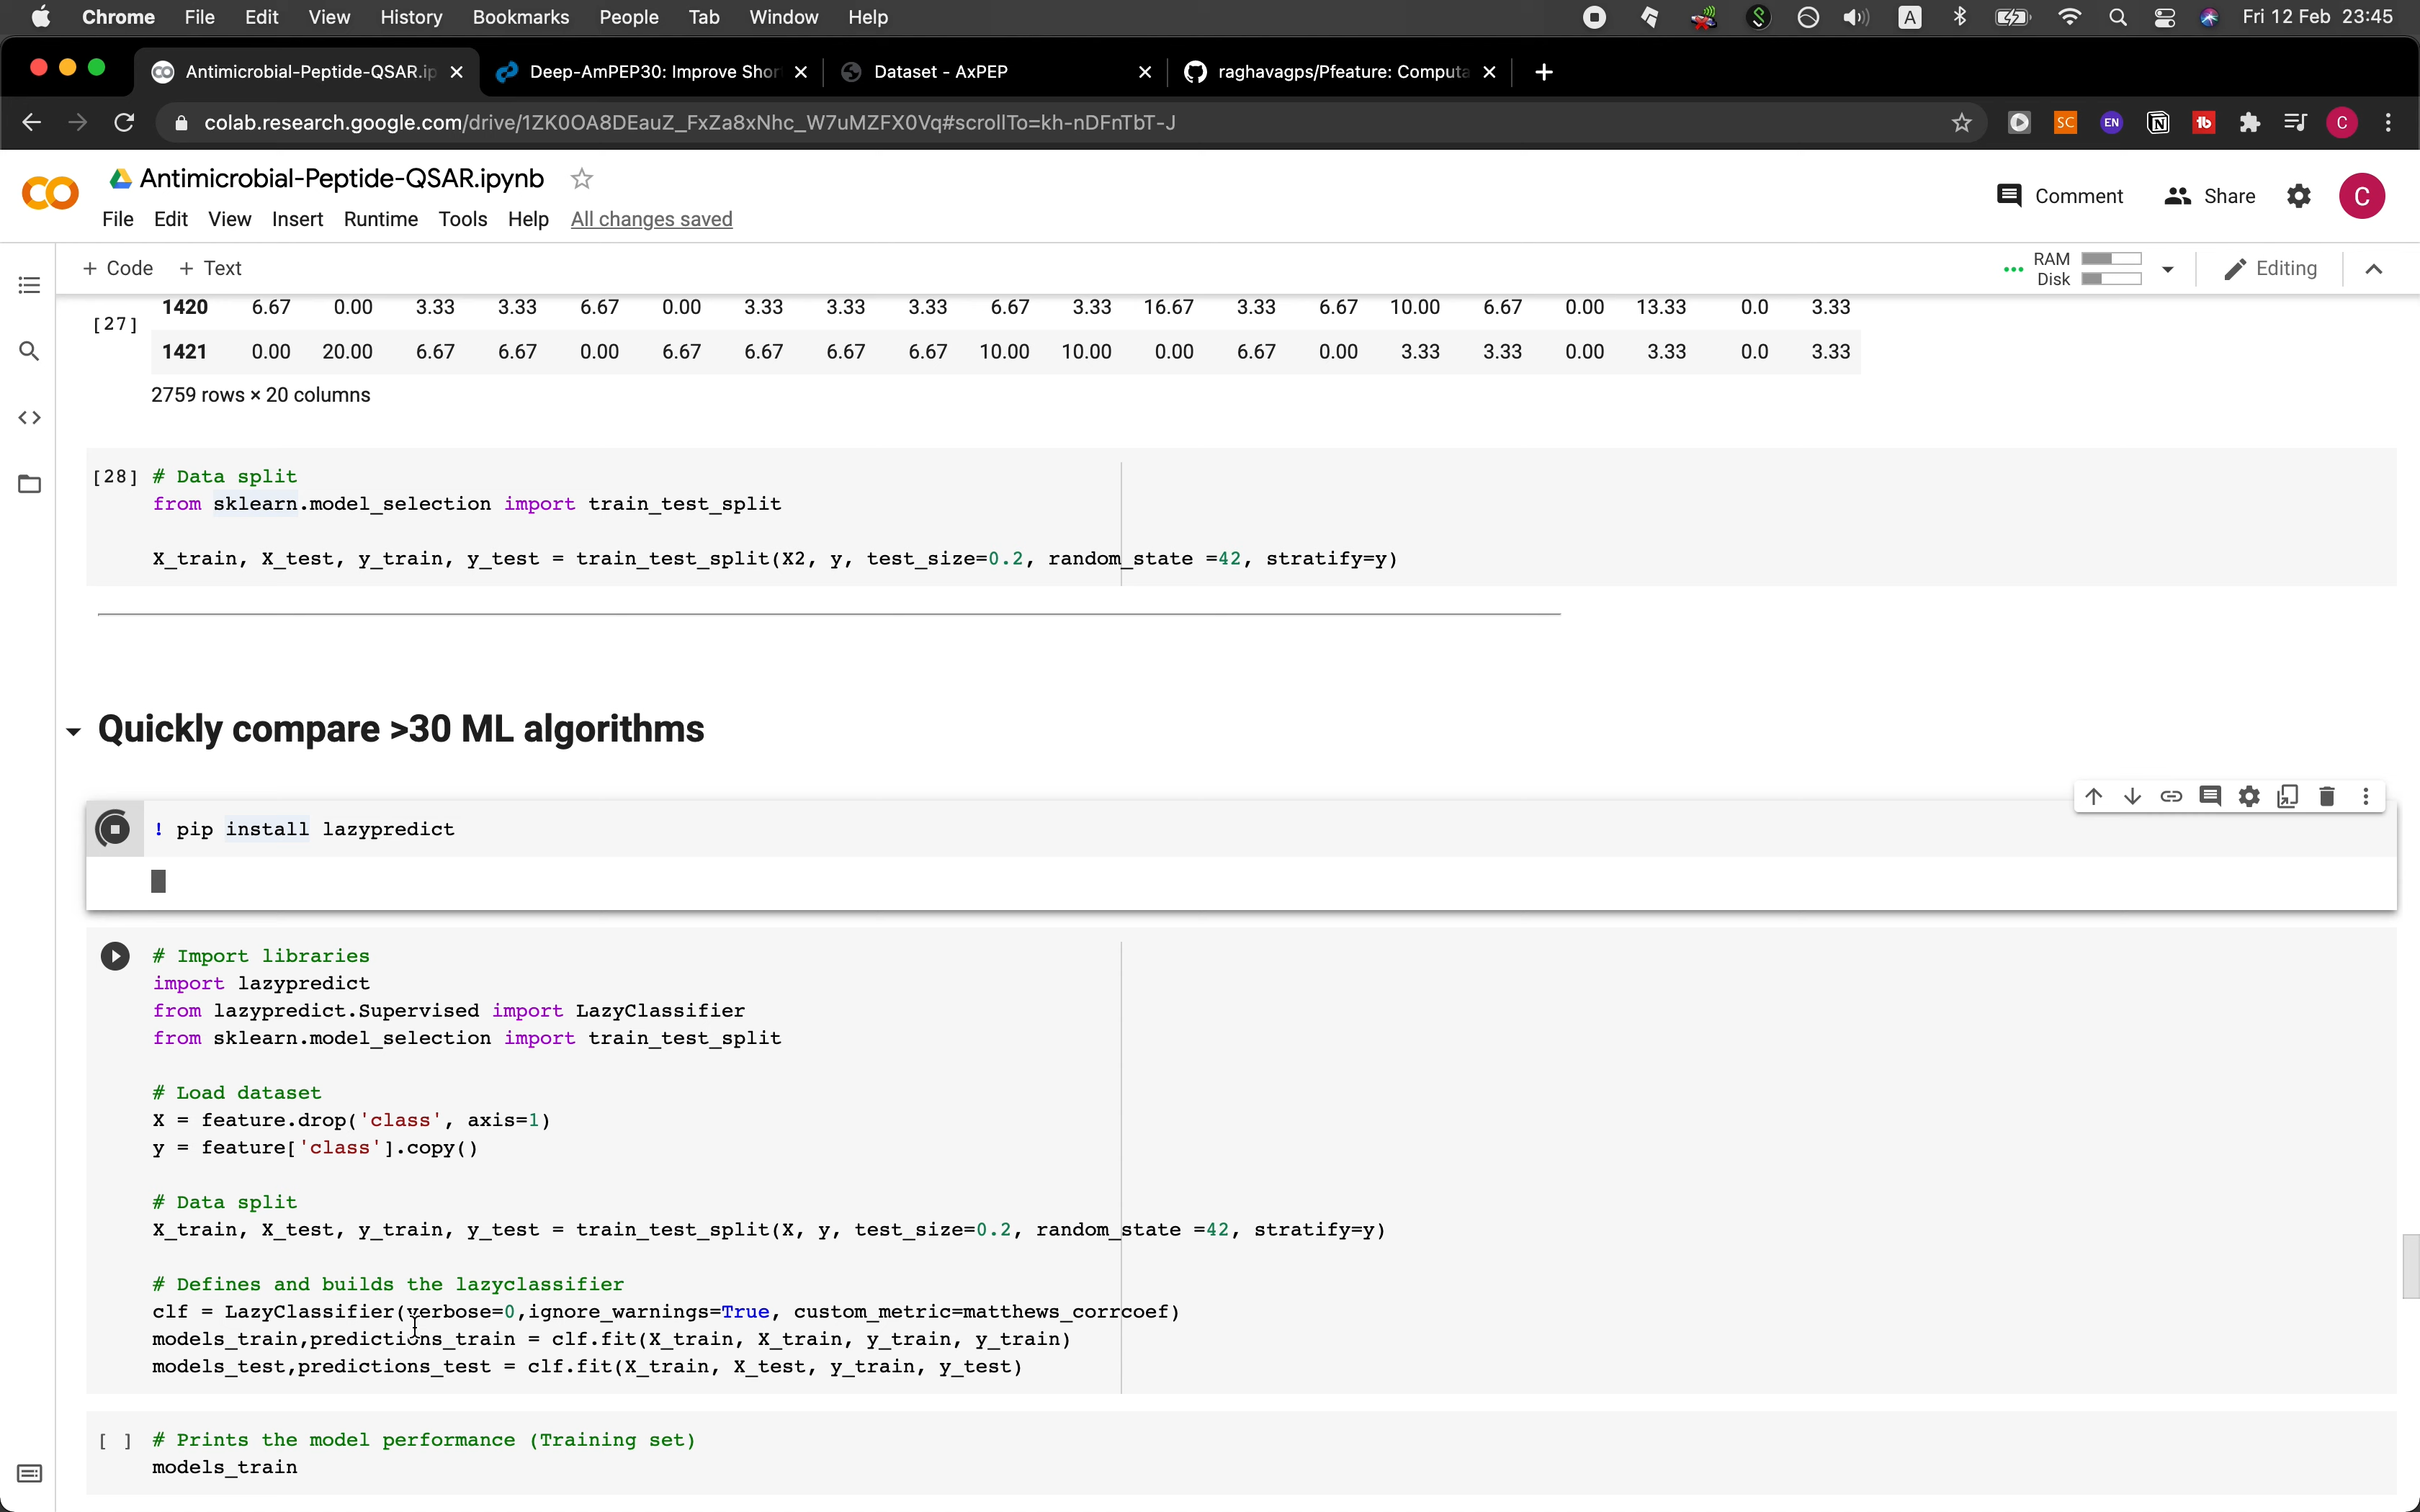 Chrome File Edit View History Bookmarks People Tab Window Help A Fri 12 Feb 23:45
Antimicrobial-Peptide-QSAR.ip Deep-AmPEP30: Improve Shor Dataset - AxPEP raghavagps/Pfeature: Computa
colab.research.google.com/drive/1ZK0OA8DEauZ_FxZa8xNhc_W7uMZFX0Vq#scrollTo=kh-nDFnTbT-J SC EN C
Antimicrobial-Peptide-QSAR.ipynb
Comment Share C
File Edit View Insert Runtime Tools Help All changes saved
+ Code + Text RAM Disk Editing
1420 6.67 0.00 3.33 3.33 6.67 0.00 3.33 3.33 3.33 6.67 3.33 16.67 3.33 6.67 10.00 6.67 0.00 13.33 0.0 3.33
[27]
1421 0.00 20.00 6.67 6.67 0.00 6.67 6.67 6.67 6.67 10.00 10.00 0.00 6.67 0.00 3.33 3.33 0.00 3.33 0.0 3.33
2759 rows × 20 columns
[28] # Data split
from sklearn.model_selection import train_test_split
X_train, X_test, y_train, y_test = train_test_split(X2, y, test_size=0.2, random_state =42, stratify=y)
Quickly compare >30 ML algorithms
! pip install lazypredict
# Import libraries
import lazypredict
from lazypredict.Supervised import LazyClassifier
from sklearn.model_selection import train_test_split
# Load dataset
X = feature.drop('class', axis=1)
y = feature['class'].copy()
# Data split
X_train, X_test, y_train, y_test = train_test_split(X, y, test_size=0.2, random_state =42, stratify=y)
# Defines and builds the lazyclassifier
clf = LazyClassifier(verbose=0,ignore_warnings=True, custom_metric=matthews_corrcoef)
models_train,predictions_train = clf.fit(X_train, X_train, y_train, y_train)
models_test,predictions_test = clf.fit(X_train, X_test, y_train, y_test)
[ ] # Prints the model performance (Training set)
models_train